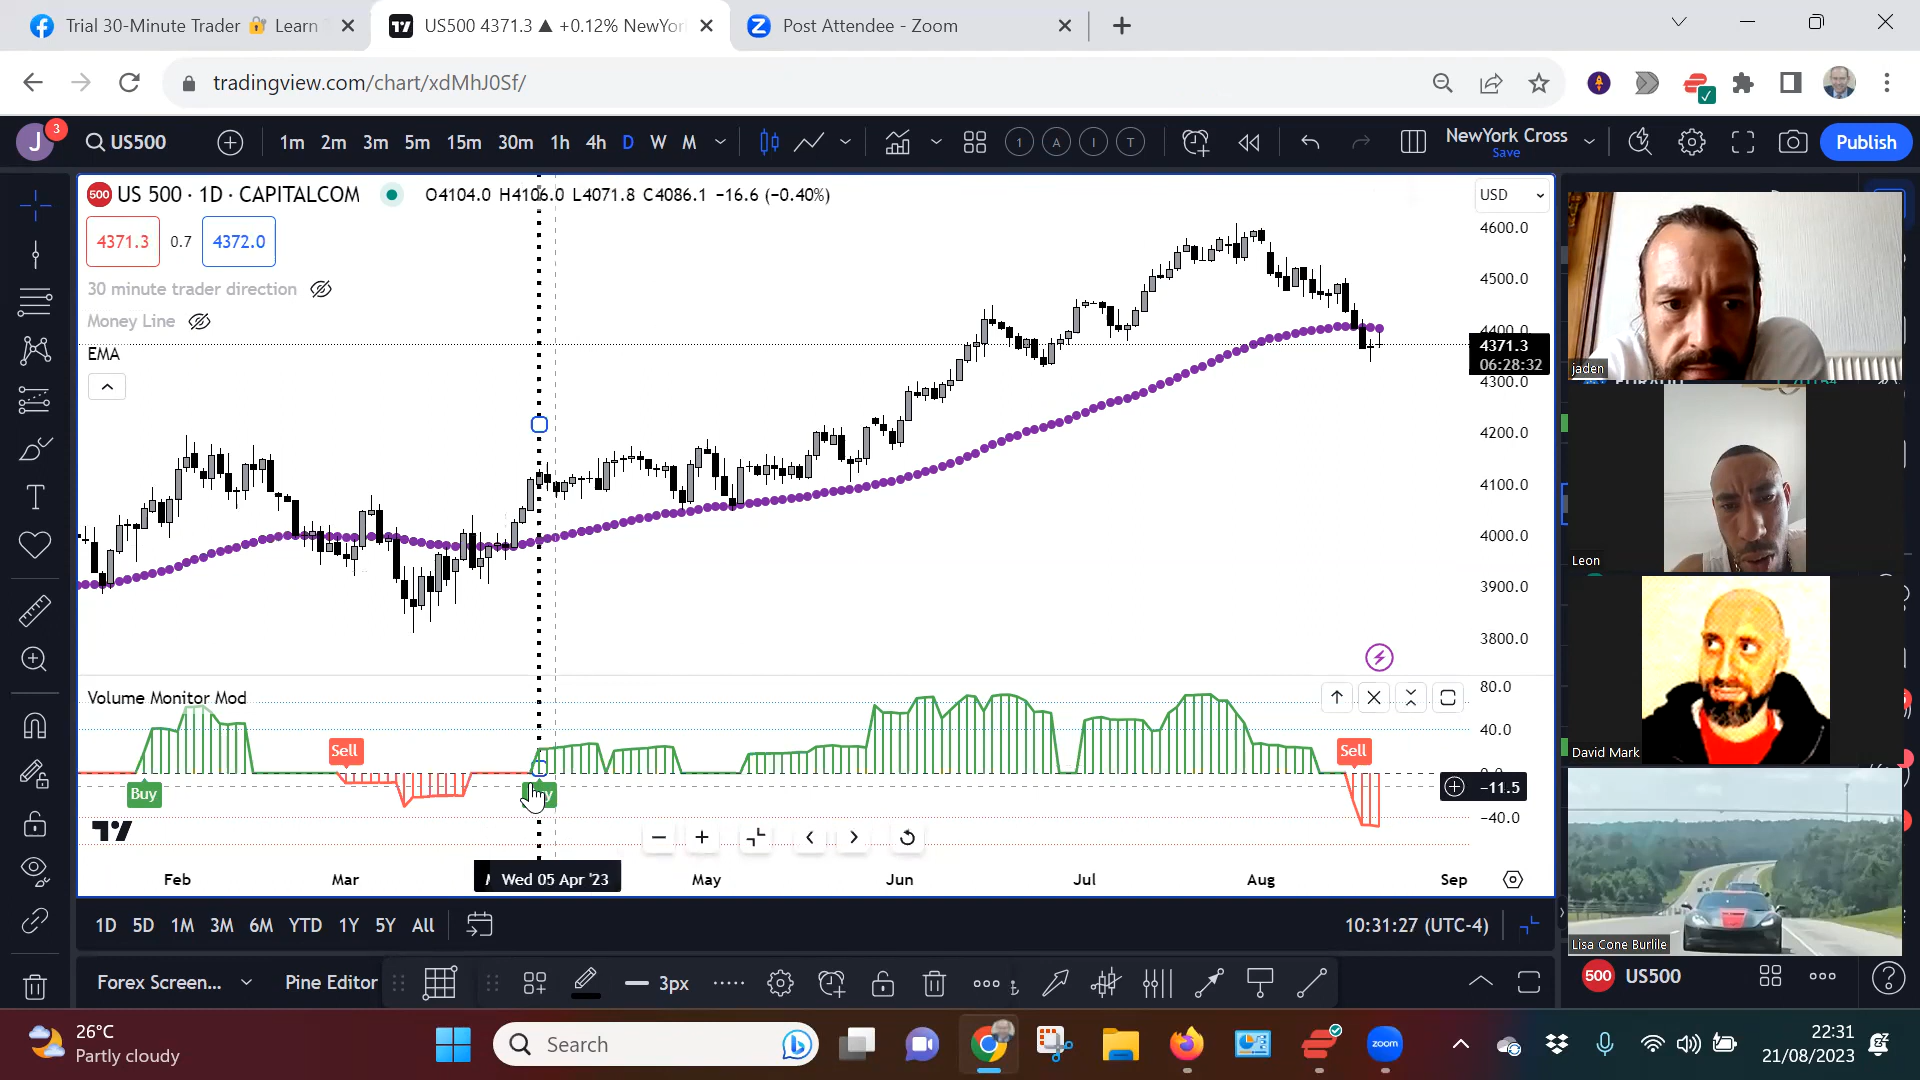 Trial 30-Minute Trader 🔒 Learn
US500 4371.3 ▲ +0.12% NewYor
Post Attendee - Zoom
tradingview.com/chart/xdMhJ0Sf/
J
3
US500
1m 2m 3m 5m 15m 30m 1h 4h D W M
1 A I T
NewYork Cross
Save
Publish
500 US 500 · 1D · CAPITALCOM
O4104.0 H4106.0 L4071.8 C4086.1 −16.6 (−0.40%)
USD
4371.3 0.7 4372.0
30 minute trader direction
Money Line
EMA
4600.0
4500.0
4400.0
4371.3
06:28:32
4300.0
4200.0
4100.0
4000.0
3900.0
3800.0
Volume Monitor Mod
80.0
40.0
−11.5
−40.0
Buy
Sell
Sell
Feb
Mar
Wed 05 Apr '23
May
Jun
Jul
Aug
Sep
1D 5D 1M 3M 6M YTD 1Y 5Y All
10:31:27 (UTC-4)
Forex Screen...
Pine Editor
3px
jaden
Leon
David Mark
Lisa Cone Burlile
500 US500
26°C
Partly cloudy
Search
zoom
22:31
21/08/2023